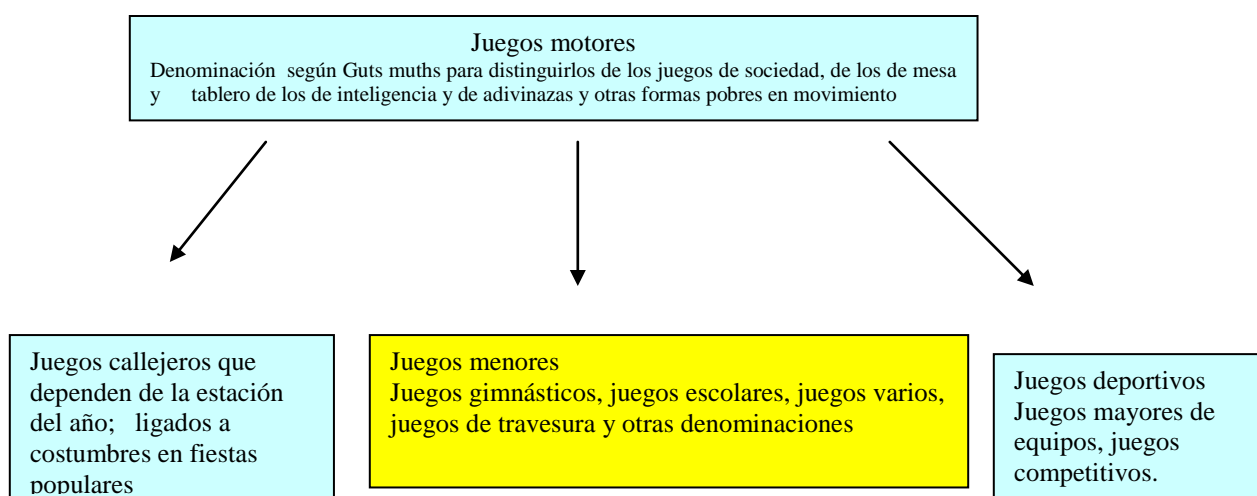 Juegos motores
Denominación según Guts muths para distinguirlos de los juegos de sociedad, de los de mesa
y tablero de los de inteligencia y de adivinazas y otras formas pobres en movimiento
Juegos callejeros que
dependen de la estación
del año; ligados a
costumbres en fiestas
populares
Juegos menores
Juegos gimnásticos, juegos escolares, juegos varios,
juegos de travesura y otras denominaciones
Juegos deportivos
Juegos mayores de
equipos, juegos
competitivos.